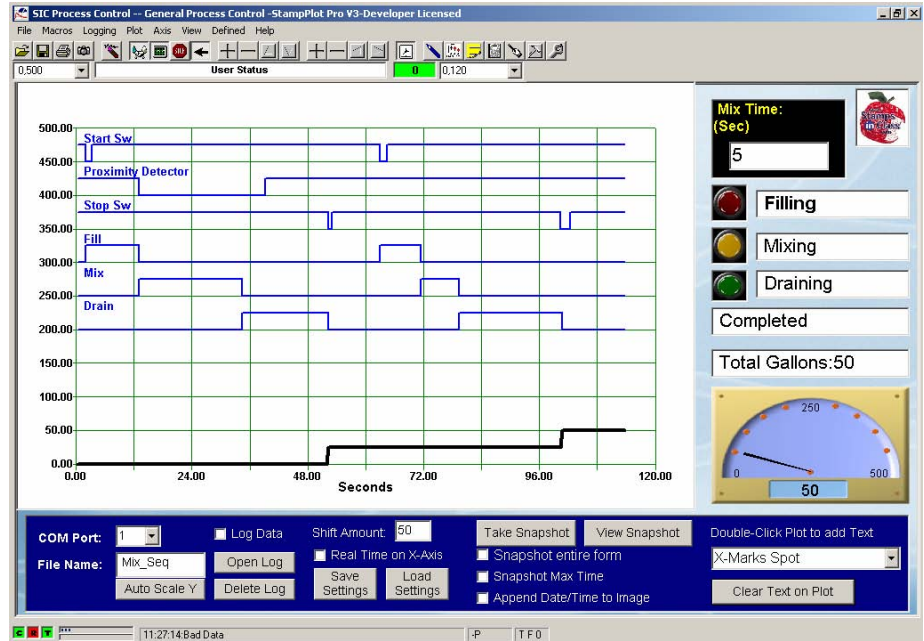 SIC Process Control -- General Process Control -StampPlot Pro V3-Developer Licensed
File Macros Logging Plot Axis View Defined Help
0,500 User Status 0 0,120
Mix Time:
(Sec)
5
Stamps
in Class
Filling
Mixing
Draining
Completed
Total Gallons:50
250
0 500
50
500.00
Start Sw
450.00
Proximity Detector
400.00
Stop Sw
350.00
Fill
300.00
Mix
250.00
Drain
200.00
150.00
100.00
50.00
0.00
0.00 24.00 48.00 72.00 96.00 120.00
Seconds
COM Port: 1 Log Data Shift Amount: 50 Take Snapshot View Snapshot Double-Click Plot to add Text
Real Time on X-Axis Snapshot entire form X-Marks Spot
File Name: Mix_Seq Open Log Save Settings Load Settings Snapshot Max Time
Auto Scale Y Delete Log Append Date/Time to Image Clear Text on Plot
C R T 11:27:14:Bad Data -P T F 0